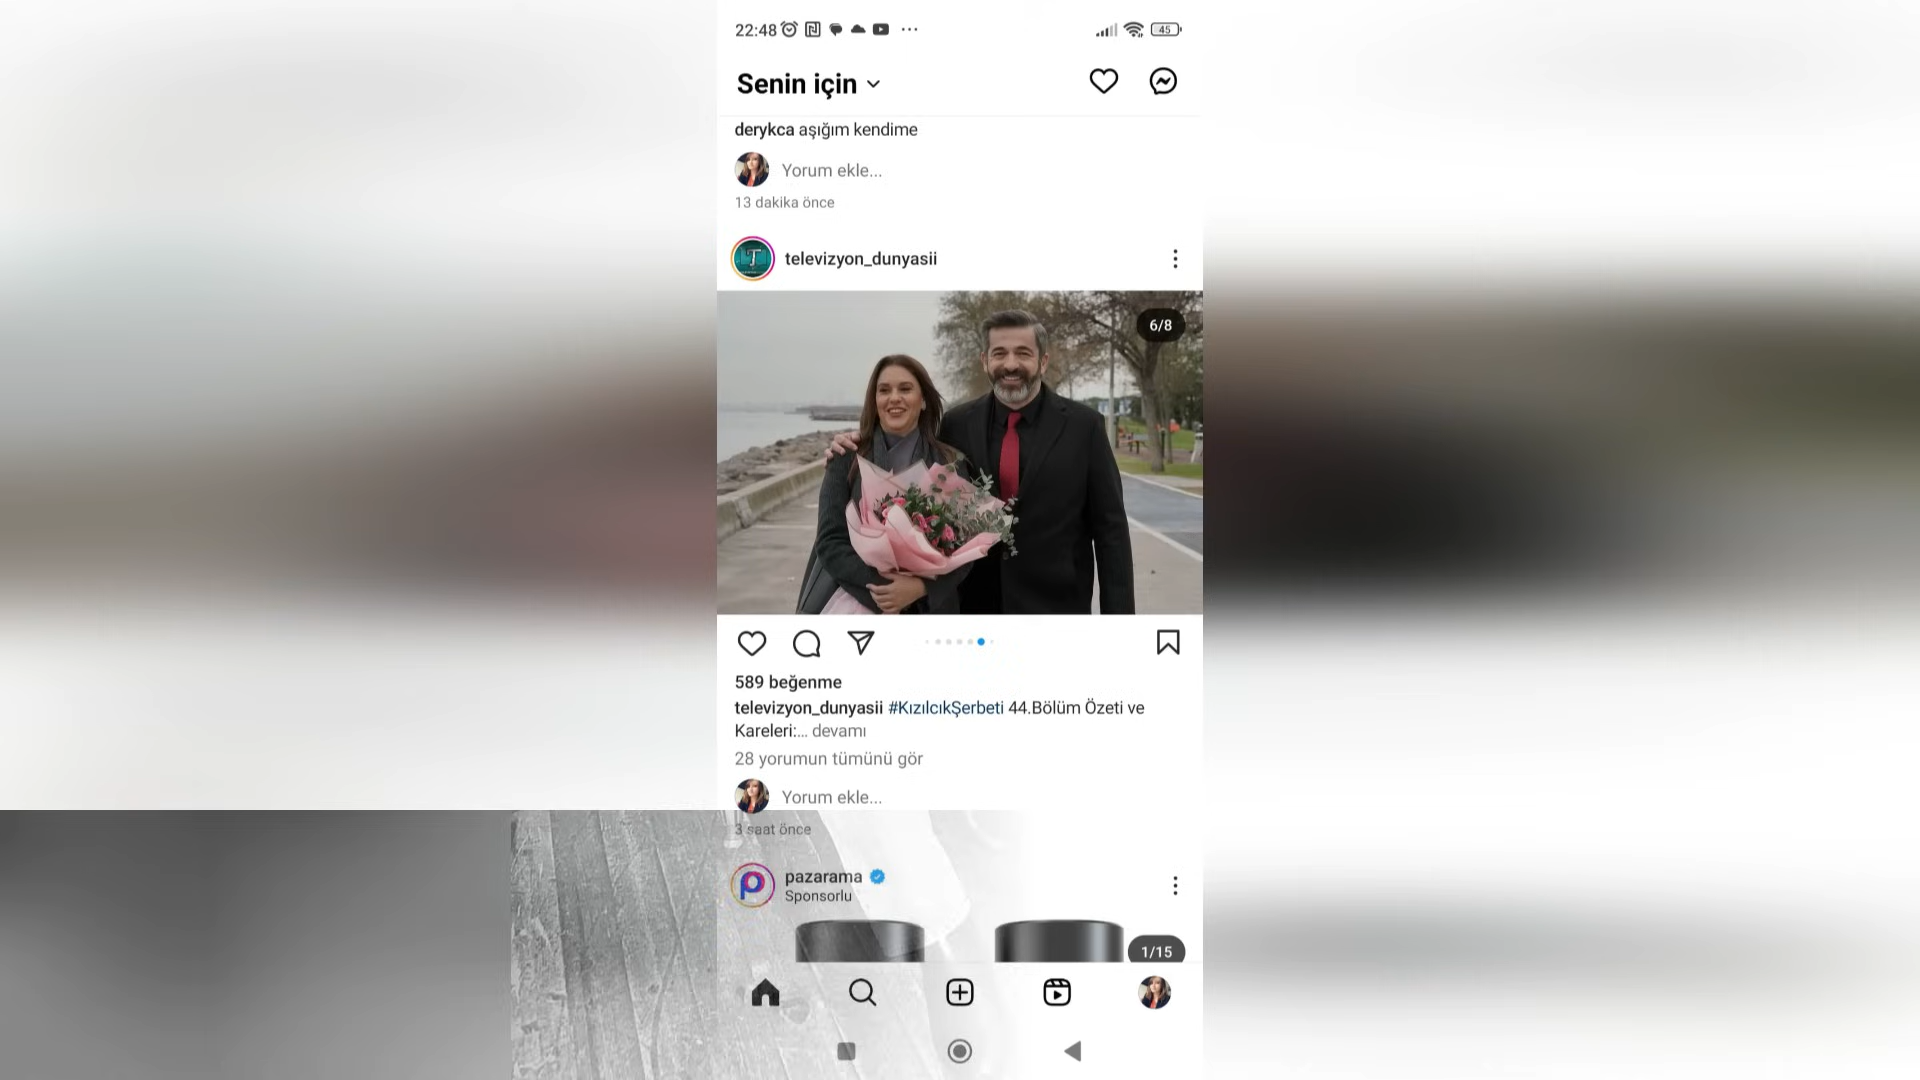 22:48
45
Senin için
derykca aşığım kendime
Yorum ekle...
13 dakika önce
televizyon_dunyasii
6/8
589 beğenme
televizyon_dunyasii #KızılcıkŞerbeti 44.Bölüm Özeti ve
Kareleri:... devamı
28 yorumun tümünü gör
Yorum ekle...
3 saat önce
pazarama
Sponsorlu
1/15